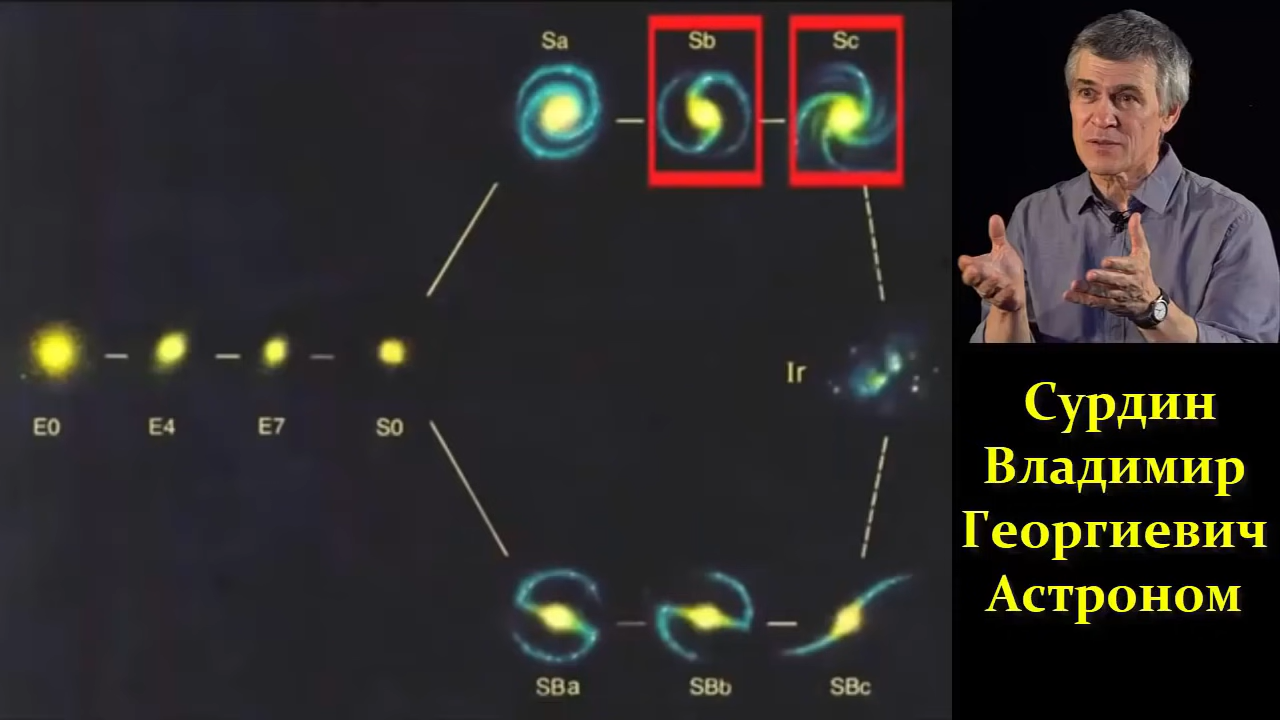 Sa
Sb
Sc
E0
E4
E7
S0
Ir
SBa
SBb
SBc
Сурдин
Владимир
Георгиевич
Астроном